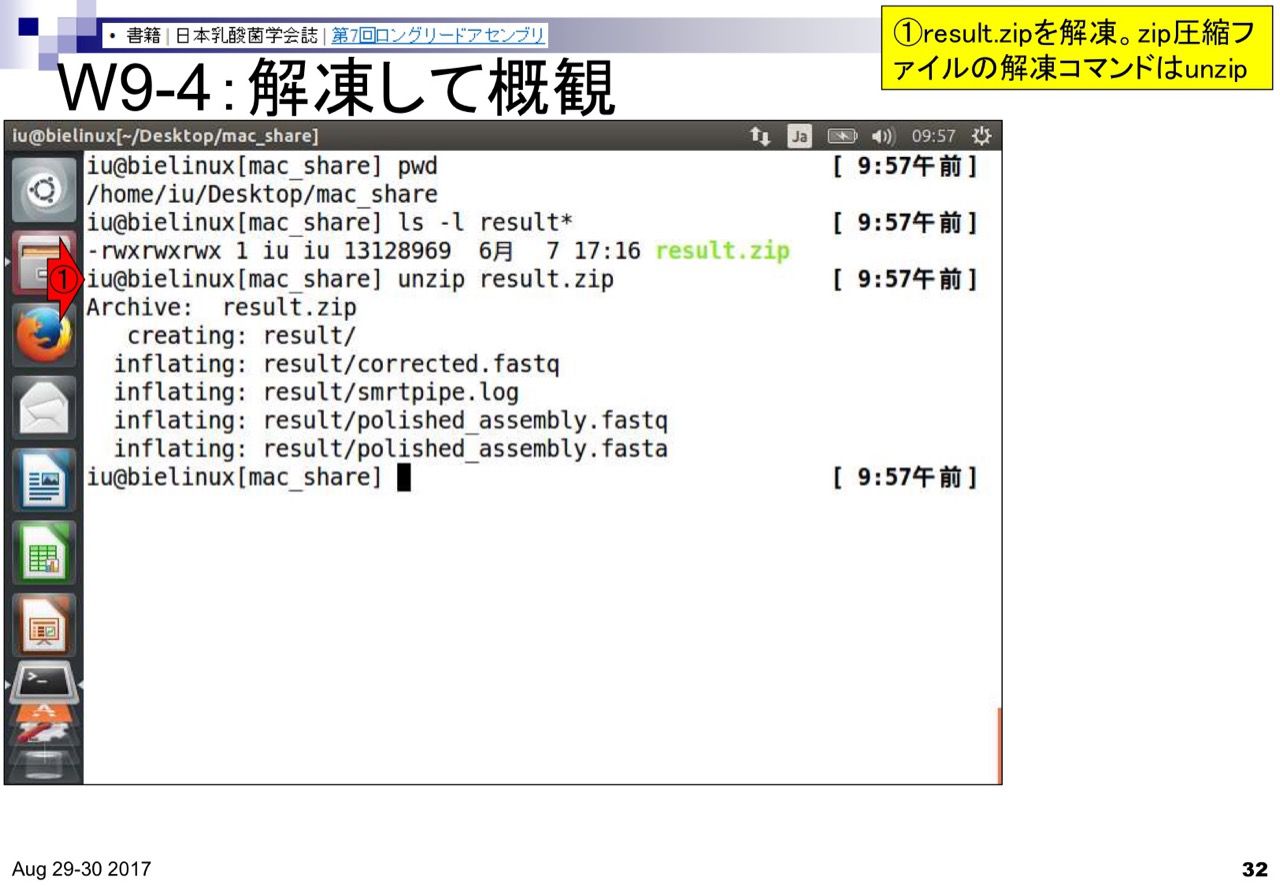 • 書籍 | 日本乳酸菌学会誌 | 第7回ロングリードアセンブリ
①result.zipを解凍。zip圧縮フ
ァイルの解凍コマンドはunzip
W9-4：解凍して概観
iu@bielinux[~/Desktop/mac_share] Ja 09:57
iu@bielinux[mac_share] pwd [ 9:57午前]
/home/iu/Desktop/mac_share
iu@bielinux[mac_share] ls -l result* [ 9:57午前]
-rwxrwxrwx 1 iu iu 13128969 6月 7 17:16 result.zip
①
iu@bielinux[mac_share] unzip result.zip [ 9:57午前]
Archive: result.zip
creating: result/
inflating: result/corrected.fastq
inflating: result/smrtpipe.log
inflating: result/polished_assembly.fastq
inflating: result/polished_assembly.fasta
iu@bielinux[mac_share] [ 9:57午前]
Aug 29-30 2017
32